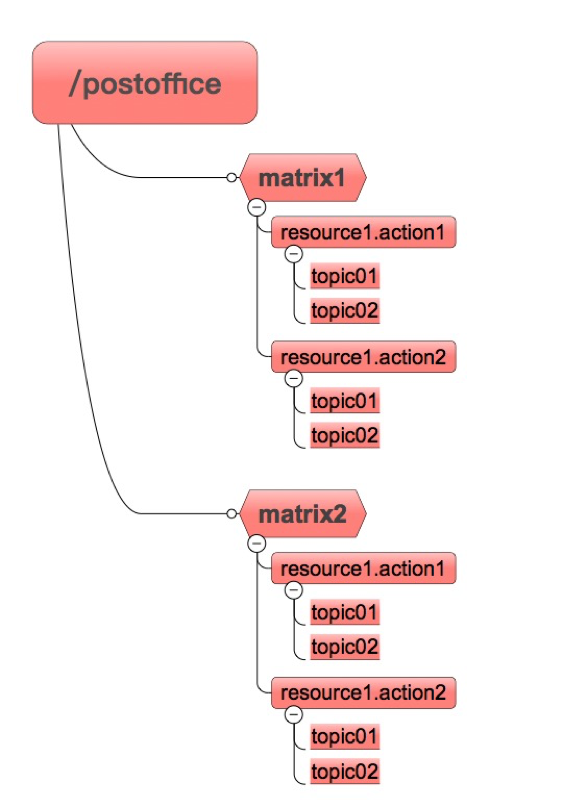 /postoffice
matrix1
resource1.action1
topic01
topic02
resource1.action2
topic01
topic02
matrix2
resource1.action1
topic01
topic02
resource1.action2
topic01
topic02